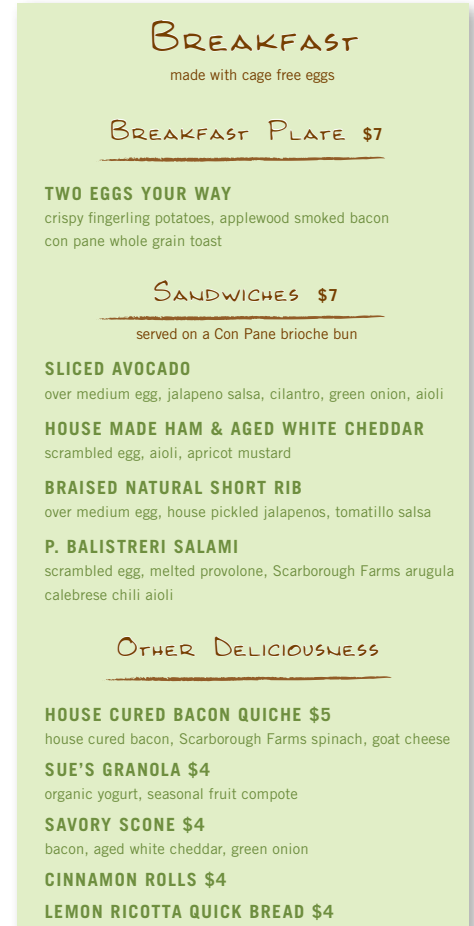 BREAKFAST
made with cage free eggs
BREAKFAST PLATE $7
TWO EGGS YOUR WAY
crispy fingerling potatoes, applewood smoked bacon
con pane whole grain toast
SANDWICHES $7
served on a Con Pane brioche bun
SLICED AVOCADO
over medium egg, jalapeno salsa, cilantro, green onion, aioli
HOUSE MADE HAM & AGED WHITE CHEDDAR
scrambled egg, aioli, apricot mustard
BRAISED NATURAL SHORT RIB
over medium egg, house pickled jalapenos, tomatillo salsa
P. BALISTRERI SALAMI
scrambled egg, melted provolone, Scarborough Farms arugula
calebrese chili aioli
OTHER DELICIOUSNESS
HOUSE CURED BACON QUICHE $5
house cured bacon, Scarborough Farms spinach, goat cheese
SUE'S GRANOLA $4
organic yogurt, seasonal fruit compote
SAVORY SCONE $4
bacon, aged white cheddar, green onion
CINNAMON ROLLS $4
LEMON RICOTTA QUICK BREAD $4